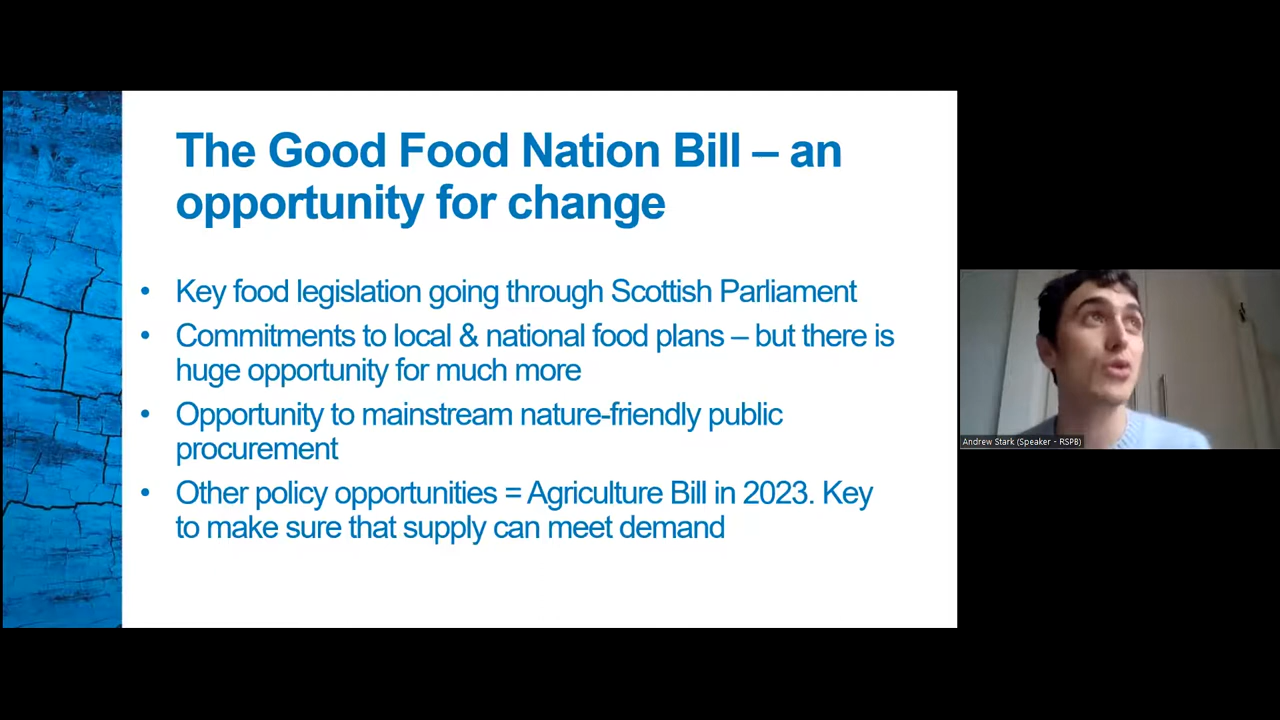 The Good Food Nation Bill – an
opportunity for change
• Key food legislation going through Scottish Parliament
• Commitments to local & national food plans – but there is
huge opportunity for much more
• Opportunity to mainstream nature-friendly public
procurement
• Other policy opportunities = Agriculture Bill in 2023. Key
to make sure that supply can meet demand
Andrew Stark (Speaker - RSPB)